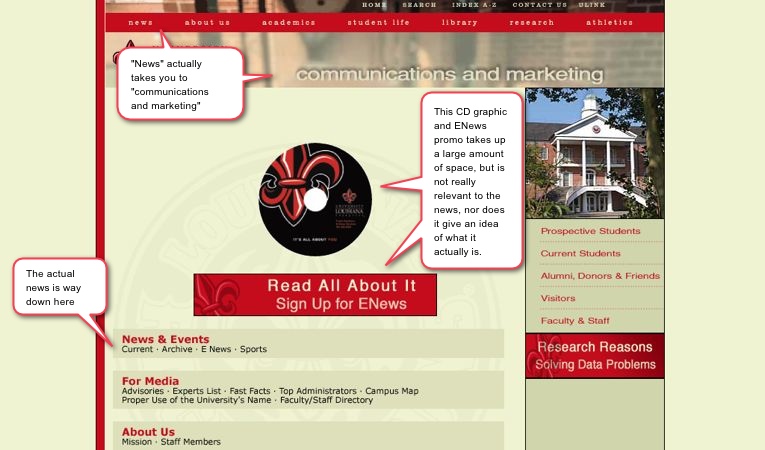 HOME SEARCH INDEX A-Z CONTACT US ULINK
news about us academics student life library research athletics
communications and marketing
"News" actually
takes you to
"communications
and marketing"
This CD graphic
and ENews
promo takes up
a large amount
of space, but is
not really
relevant to the
news, nor does
it give an idea
of what it
actually is.
UNIVERSITY
LOUISIANA
IT'S ALL ABOUT YOU
Read All About It
Sign Up for ENews
The actual
news is way
down here
News & Events
Current · Archive · E News · Sports
For Media
Advisories · Experts List · Fast Facts · Top Administrators · Campus Map
Proper Use of the University's Name · Faculty/Staff Directory
About Us
Mission · Staff Members
Prospective Students
Current Students
Alumni, Donors & Friends
Visitors
Faculty & Staff
Research Reasons
Solving Data Problems